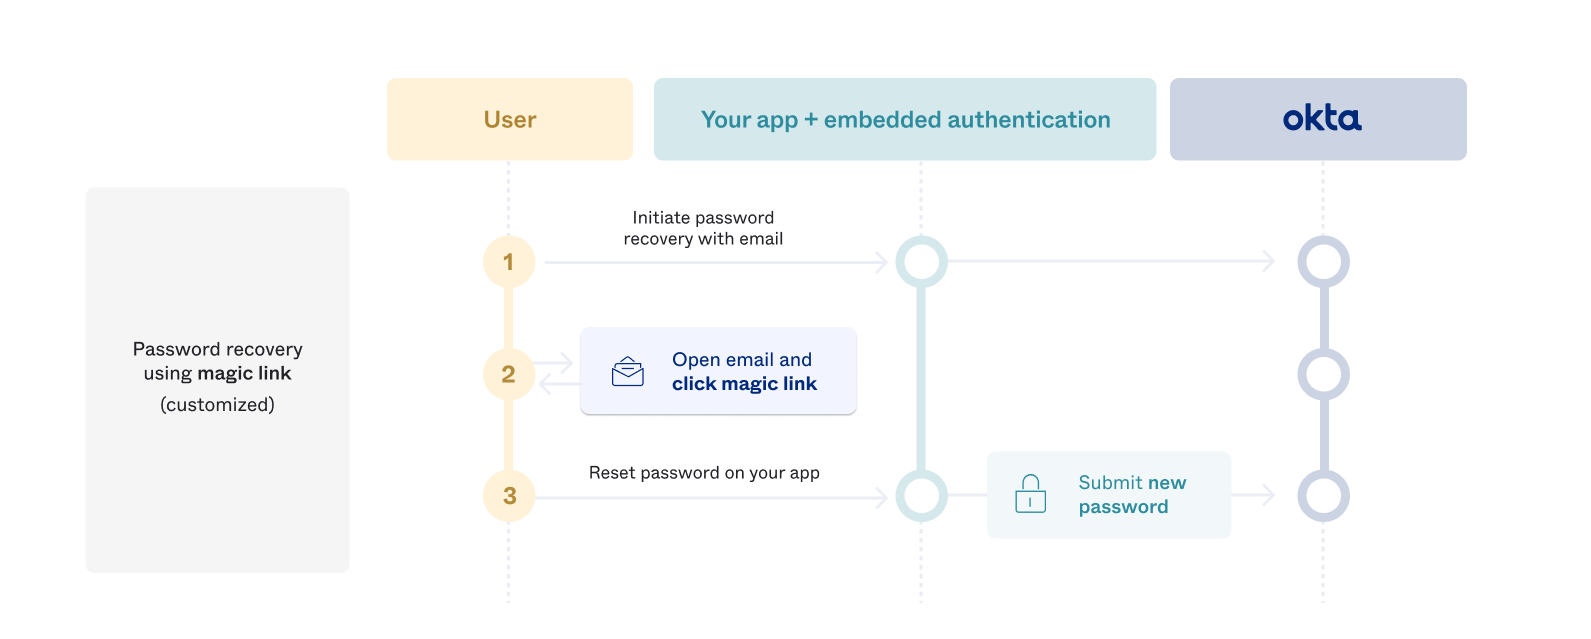 User
Your app + embedded authentication
okta
Password recovery
using magic link
(customized)
1
Initiate password
recovery with email
2
Open email and
click magic link
3
Reset password on your app
Submit new
password